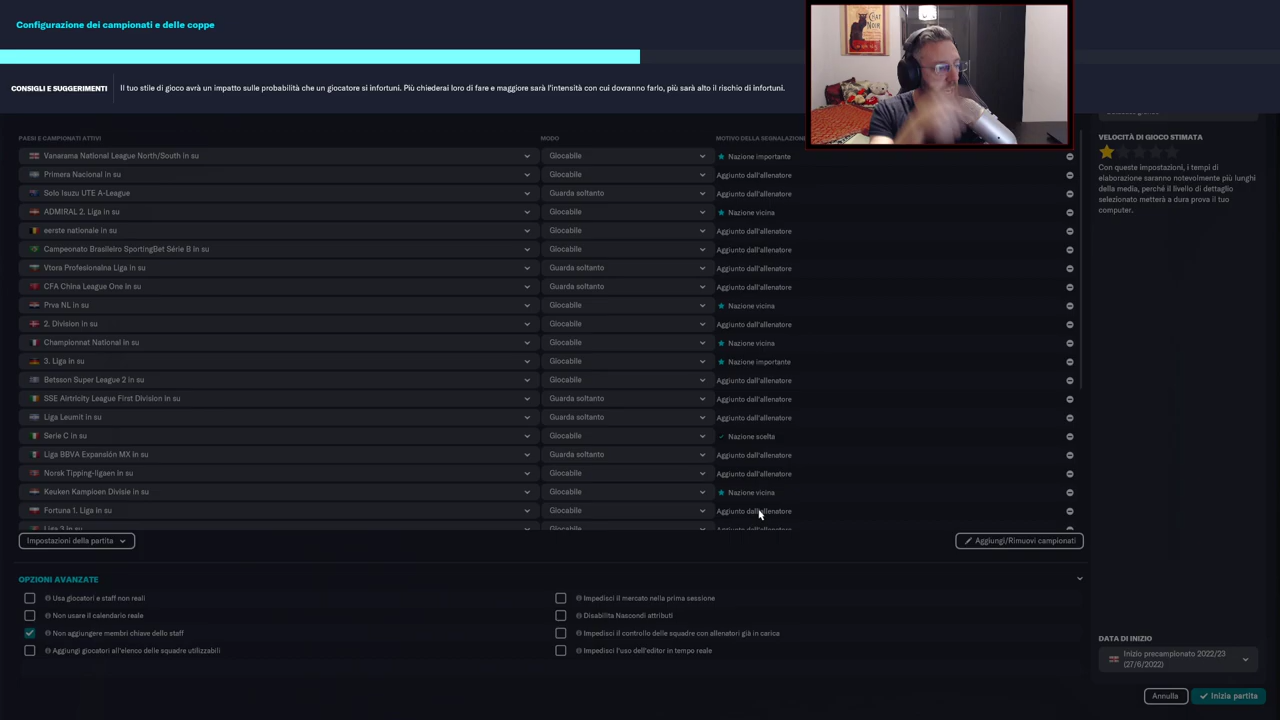 Configurazione dei campionati e delle coppe
CONSIGLI E SUGGERIMENTI
Il tuo stile di gioco avrà un impatto sulle probabilità che un giocatore si infortuni. Più chiederai loro di fare e maggiore sarà l'intensità con cui dovranno farlo, più sarà alto il rischio di infortuni.
CHAT NOIR
PAESI E CAMPIONATI ATTIVI MODO MOTIVO DELLA SEGNALAZIONE
Vanarama National League North/South in su Giocabile Nazione importante
Primera Nacional in su Giocabile Aggiunto dall'allenatore
Solo Isuzu UTE A-League Guarda soltanto Aggiunto dall'allenatore
ADMIRAL 2. Liga in su Giocabile Nazione vicina
eerste nationale in su Giocabile Aggiunto dall'allenatore
Campeonato Brasileiro SportingBet Série B in su Giocabile Aggiunto dall'allenatore
Vtora Profesionalna Liga in su Guarda soltanto Aggiunto dall'allenatore
CFA China League One in su Guarda soltanto Aggiunto dall'allenatore
Prva NL in su Giocabile Nazione vicina
2. Division in su Giocabile Aggiunto dall'allenatore
Championnat National in su Giocabile Nazione vicina
3. Liga in su Giocabile Nazione importante
Betsson Super League 2 in su Giocabile Aggiunto dall'allenatore
SSE Airtricity League First Division in su Guarda soltanto Aggiunto dall'allenatore
Liga Leumit in su Guarda soltanto Aggiunto dall'allenatore
Serie C in su Giocabile Nazione scelta
Liga BBVA Expansión MX in su Guarda soltanto Aggiunto dall'allenatore
Norsk Tipping-ligaen in su Giocabile Aggiunto dall'allenatore
Keuken Kampioen Divisie in su Giocabile Nazione vicina
Fortuna 1. Liga in su Giocabile Aggiunto dall'allenatore
Liga 3 in su Giocabile Aggiunto dall'allenatore
Impostazioni della partita
Aggiungi/Rimuovi campionati
OPZIONI AVANZATE
Usa giocatori e staff non reali
Non usare il calendario reale
Non aggiungere membri chiave dello staff
Aggiungi giocatori all'elenco delle squadre utilizzabili
Impedisci il mercato nella prima sessione
Disabilita Nascondi attributi
Impedisci il controllo delle squadre con allenatori già in carica
Impedisci l'uso dell'editor in tempo reale
VELOCITÀ DI GIOCO STIMATA
Con queste impostazioni, i tempi di
elaborazione saranno notevolmente più lunghi
della media, perché il livello di dettaglio
selezionato metterà a dura prova il tuo
computer.
DATA DI INIZIO
Inizio precampionato 2022/23
(27/6/2022)
Annulla
Inizia partita